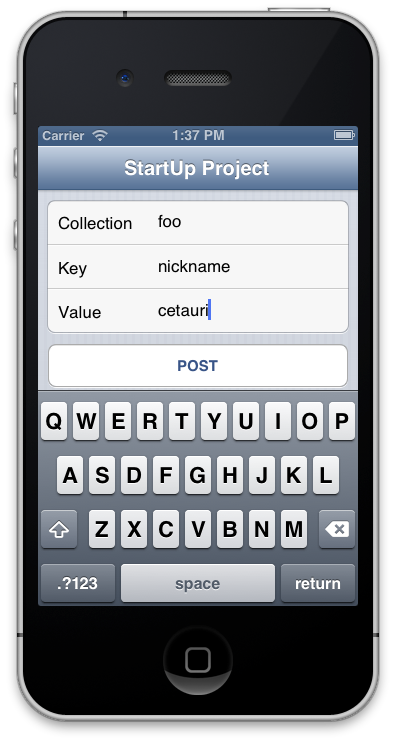 Carrier 1:37 PM
StartUp Project
Collection foo
Key nickname
Value cetauri
POST
Q W E R T Y U I O P
A S D F G H J K L
Z X C V B N M
.?123 space return